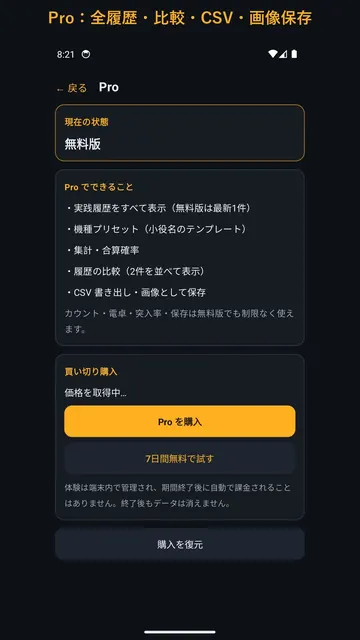 Pro：全履歴・比較・CSV・画像保存
8:21
← 戻る Pro
現在の状態
無料版
Pro でできること
・実践履歴をすべて表示（無料版は最新1件）
・機種プリセット（小役名のテンプレート）
・集計・合算確率
・履歴の比較（2件を並べて表示）
・CSV 書き出し・画像として保存
カウント・電卓・突入率・保存は無料版でも制限なく使え
ます。
買い切り購入
価格を取得中…
Pro を購入
7日間無料で試す
体験は端末内で管理され、期間終了後に自動で課金されること
はありません。終了後もデータは消えません。
購入を復元